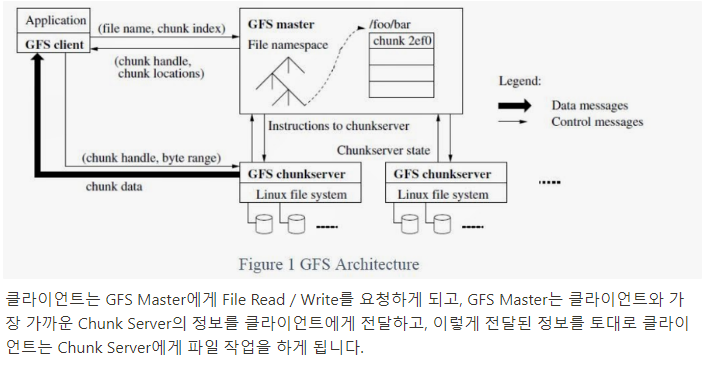 Application
GFS client
(file name, chunk index)
(chunk handle,
chunk locations)
GFS master
File namespace
/foo/bar
chunk 2ef0
Legend:
Data messages
Control messages
Instructions to chunkserver
Chunkserver state
(chunk handle, byte range)
chunk data
GFS chunkserver
Linux file system
GFS chunkserver
Linux file system
Figure 1 GFS Architecture
클라이언트는 GFS Master에게 File Read / Write를 요청하게 되고, GFS Master는 클라이언트와 가
장 가까운 Chunk Server의 정보를 클라이언트에게 전달하고, 이렇게 전달된 정보를 토대로 클라이
언트는 Chunk Server에게 파일 작업을 하게 됩니다.